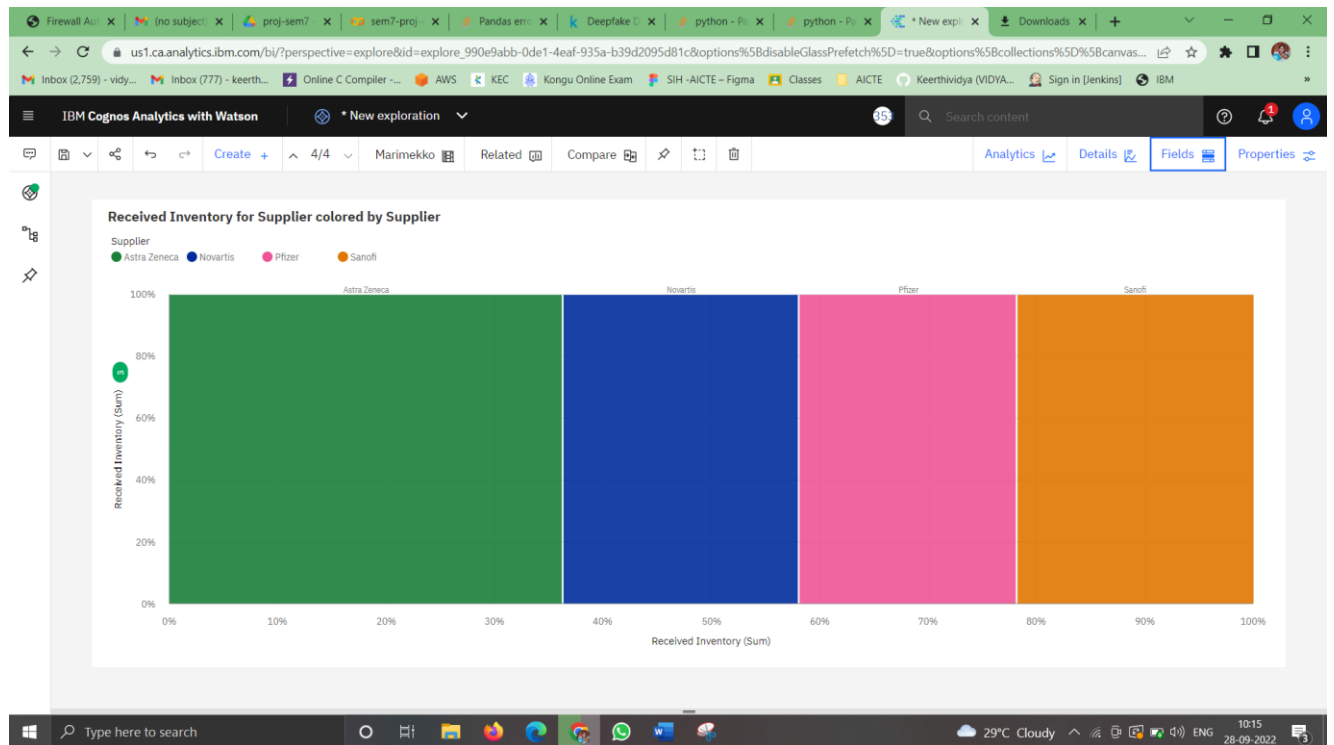 Firewall Au
(no subject)
proj-sem7 -
sem7-proj-
Pandas erro
Deepfake D
python - Pa
python - Pa
* New expl
Downloads
us1.ca.analytics.ibm.com/bi/?perspective=explore&id=explore_990e9abb-0de1-4eaf-935a-b39d2095d81c&options%5BdisableGlassPrefetch%5D=true&options%5Bcollections%5D%5Bcanvas...
Inbox (2,759) - vidy...
Inbox (777) - keerth...
Online C Compiler -...
AWS
KEC
Kongu Online Exam
SIH -AICTE – Figma
Classes
AICTE
Keerthividya (VIDYA...
Sign in [Jenkins]
IBM
»
IBM Cognos Analytics with Watson
* New exploration
353
Search content
1
Create +
4/4
Marimekko
Related
Compare
Analytics
Details
Fields
Properties
Received Inventory for Supplier colored by Supplier
Supplier
Astra Zeneca Novartis Pfizer Sanofi
Astra Zeneca Novartis Pfizer Sanofi
100%
80%
60%
40%
20%
0%
3
Received Inventory (Sum)
0% 10% 20% 30% 40% 50% 60% 70% 80% 90% 100%
Received Inventory (Sum)
Type here to search
29°C Cloudy
ENG
10:15
28-09-2022
3